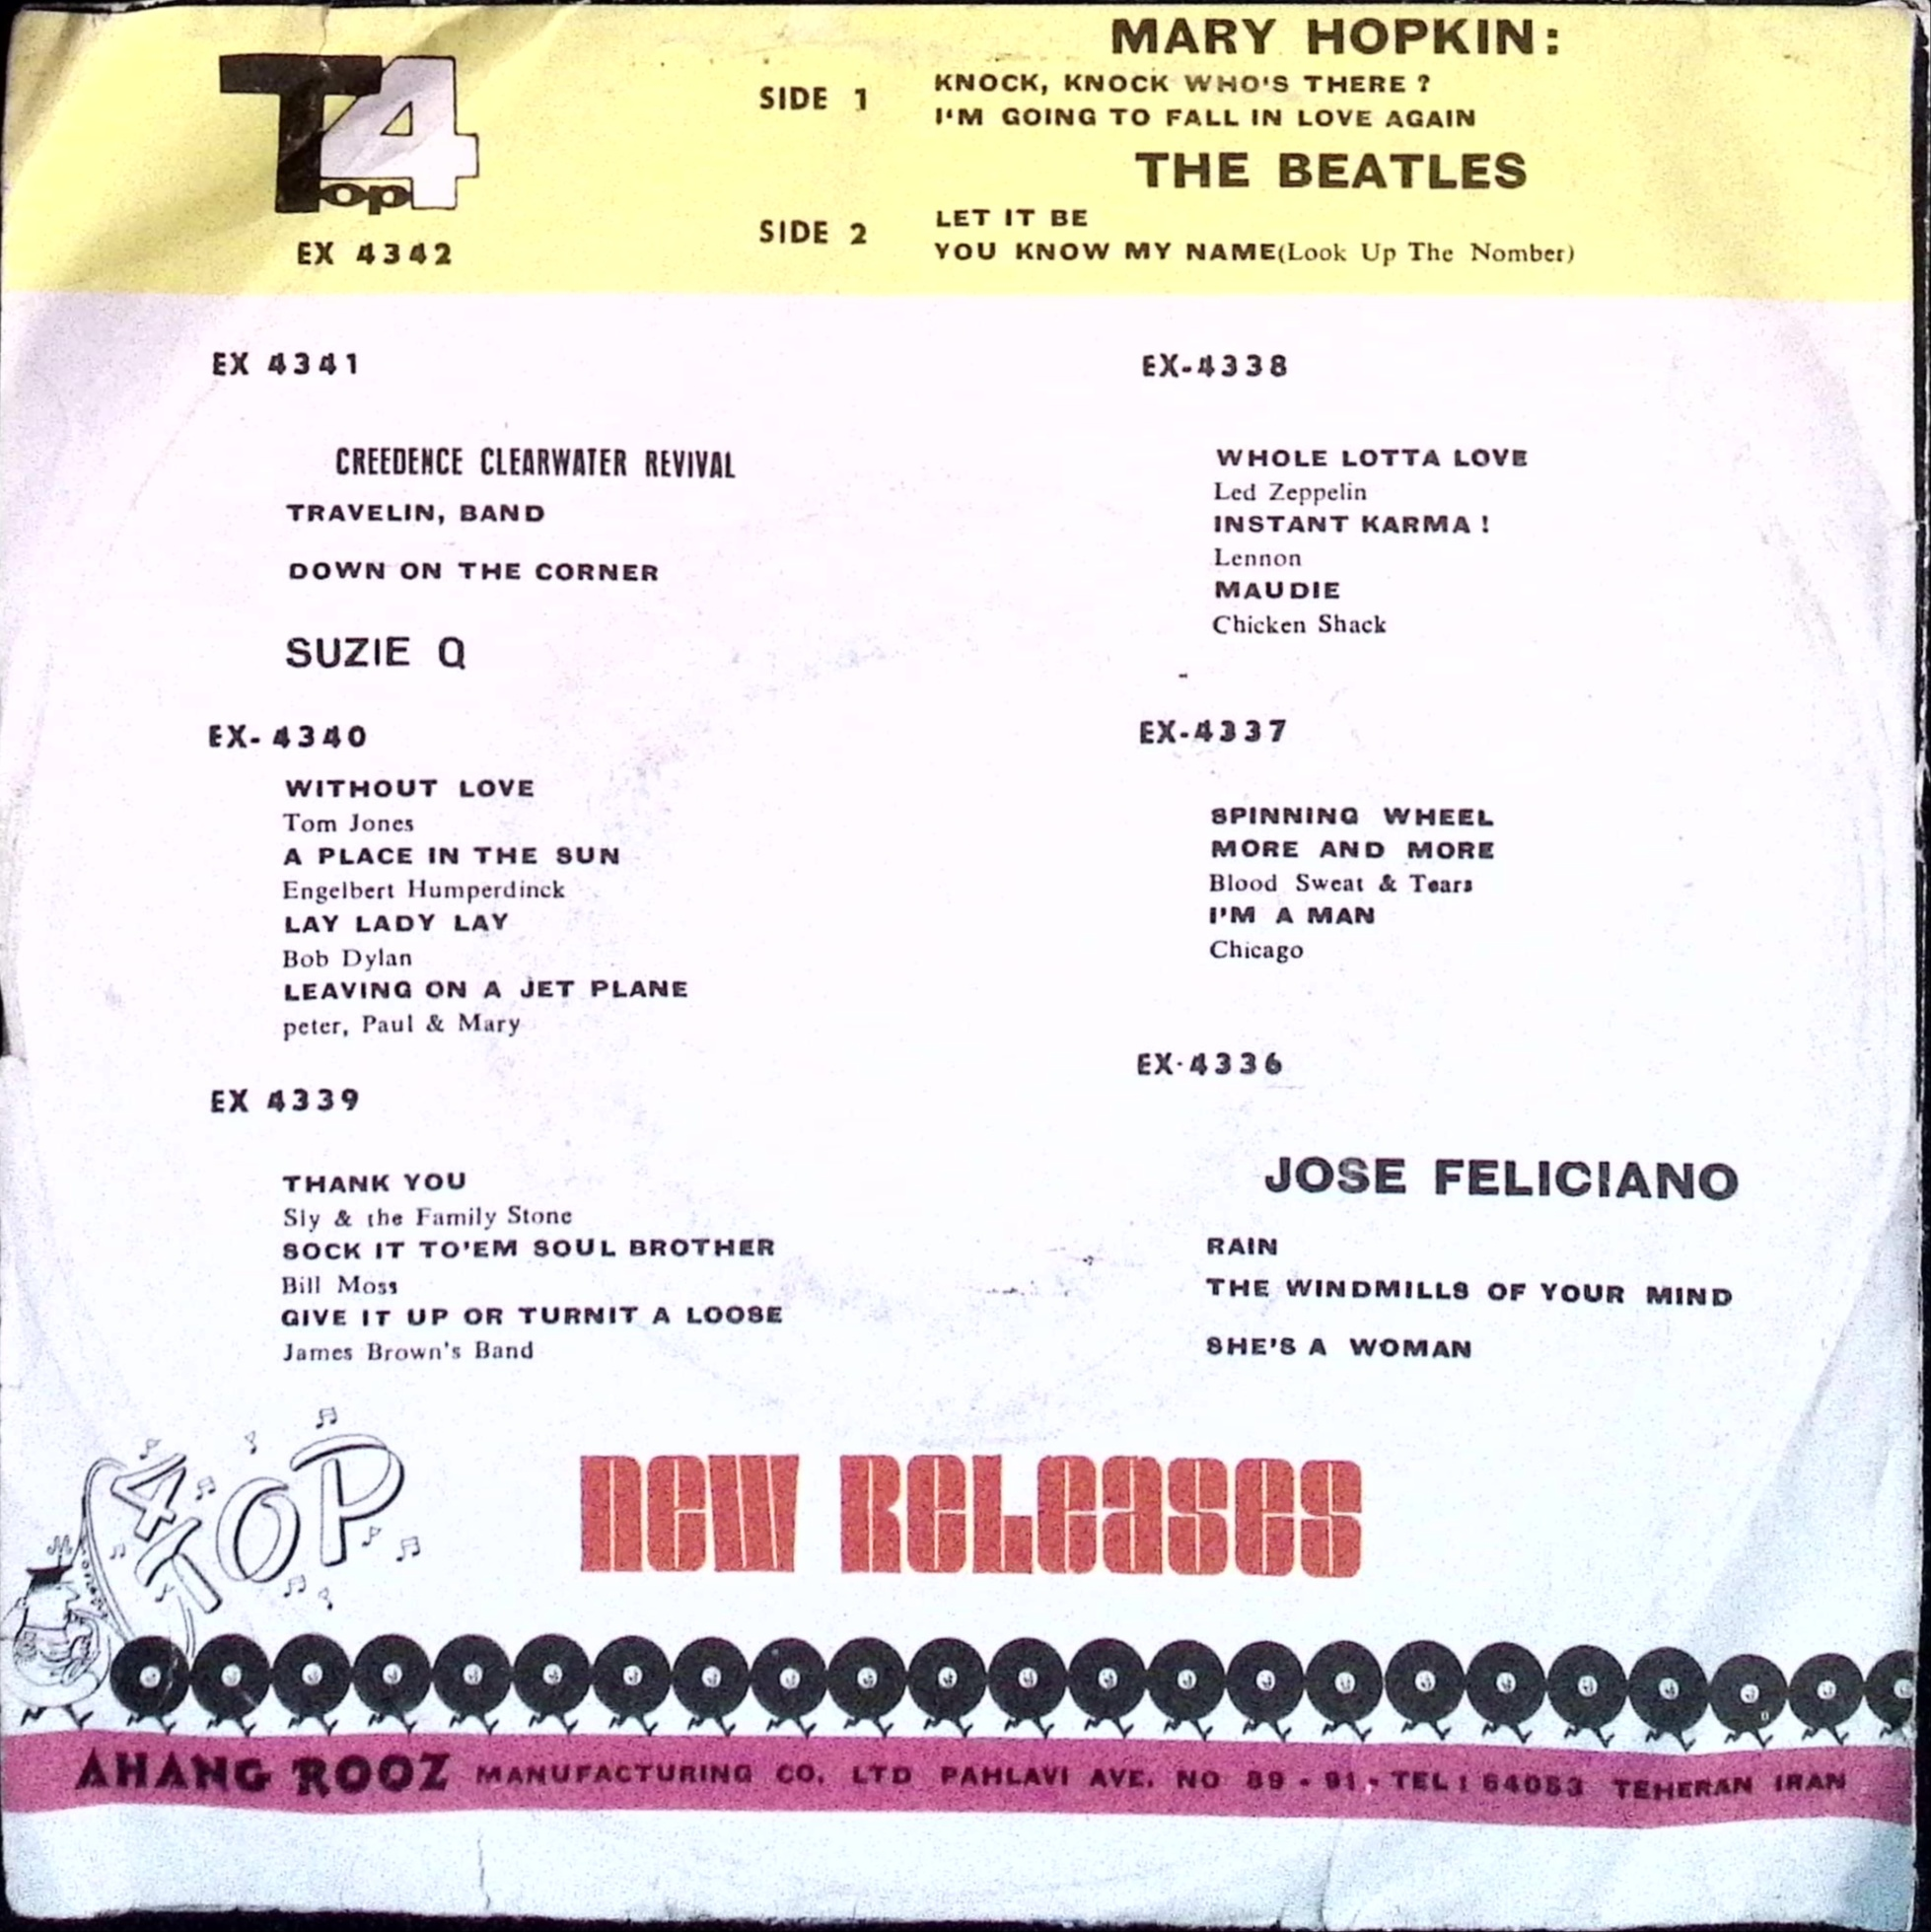 Top4
EX 4342
MARY HOPKIN:
SIDE 1
KNOCK, KNOCK WHO'S THERE ?
I'M GOING TO FALL IN LOVE AGAIN
THE BEATLES
SIDE 2
LET IT BE
YOU KNOW MY NAME(Look Up The Nomber)
EX 4341
CREEDENCE CLEARWATER REVIVAL
TRAVELIN, BAND
DOWN ON THE CORNER
SUZIE Q
EX- 4340
WITHOUT LOVE
Tom Jones
A PLACE IN THE SUN
Engelbert Humperdinck
LAY LADY LAY
Bob Dylan
LEAVING ON A JET PLANE
peter, Paul & Mary
EX 4339
THANK YOU
Sly & the Family Stone
SOCK IT TO'EM SOUL BROTHER
Bill Moss
GIVE IT UP OR TURNIT A LOOSE
James Brown's Band
EX-4338
WHOLE LOTTA LOVE
Led Zeppelin
INSTANT KARMA !
Lennon
MAUDIE
Chicken Shack
EX-4337
SPINNING WHEEL
MORE AND MORE
Blood Sweat & Tears
I'M A MAN
Chicago
EX-4336
JOSE FELICIANO
RAIN
THE WINDMILLS OF YOUR MIND
SHE'S A WOMAN
4 TOP
New Releases
AHANG ROOZ MANUFACTURING CO. LTD PAHLAVI AVE. NO 89 - 91 - TEL : 64053 TEHERAN IRAN